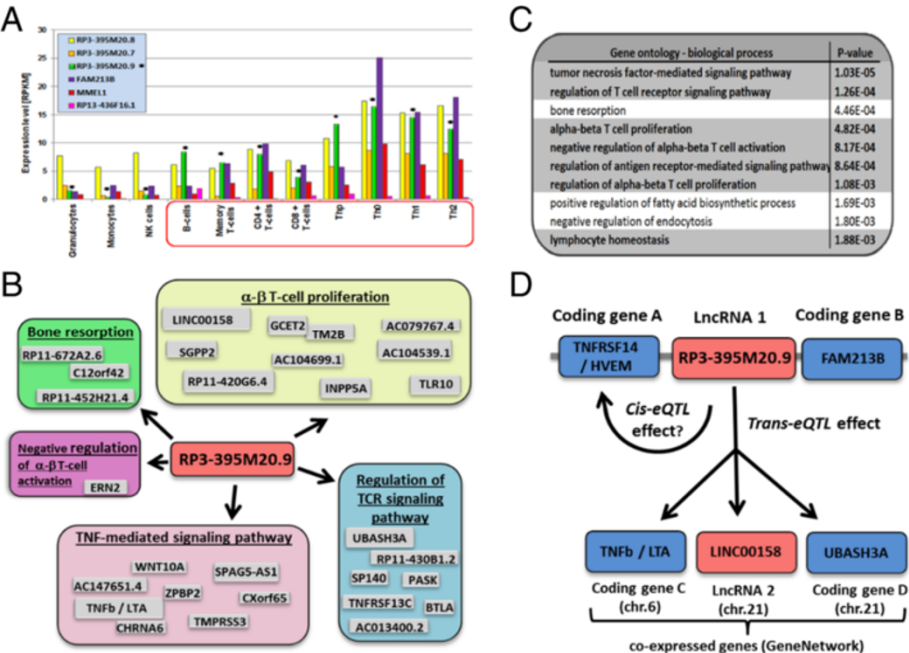 A
Expression level [RPKM]
30
25
20
15
10
5
0
RP3-395M20.8
RP3-395M20.7
RP3-395M20.9
FAM213B
MMEL1
RP13-436F16.1
Granulocytes
Monocytes
NK cells
B-cells
Memory
T-cells
CD4 +
T-cells
CD8 +
T-cells
Thp
Th0
Th1
Th2
C
Gene ontology - biological process P-value
tumor necrosis factor-mediated signaling pathway 1.03E-05
regulation of T cell receptor signaling pathway 1.26E-04
bone resorption 4.46E-04
alpha-beta T cell proliferation 4.82E-04
negative regulation of alpha-beta T cell activation 8.17E-04
regulation of antigen receptor-mediated signaling pathway 8.64E-04
regulation of alpha-beta T cell proliferation 1.08E-03
positive regulation of fatty acid biosynthetic process 1.69E-03
negative regulation of endocytosis 1.80E-03
lymphocyte homeostasis 1.88E-03
B
Bone resorption
RP11-672A2.6
C12orf42
RP11-452H21.4
α-β T-cell proliferation
LINC00158
GCET2
TM2B
AC079767.4
SGPP2
AC104699.1
AC104539.1
RP11-420G6.4
INPP5A
TLR10
Negative regulation
of α-β T-cell
activation
ERN2
RP3-395M20.9
TNF-mediated signaling pathway
WNT10A
SPAG5-AS1
AC147651.4
ZPBP2
CXorf65
TNFb / LTA
TMPRSS3
CHRNA6
Regulation of
TCR signaling
pathway
UBASH3A
RP11-430B1.2
SP140
PASK
TNFRSF13C
BTLA
AC013400.2
D
Coding gene A
LncRNA 1
Coding gene B
TNFRSF14
/ HVEM
RP3-395M20.9
FAM213B
Cis-eQTL
effect?
Trans-eQTL effect
TNFb / LTA
LINC00158
UBASH3A
Coding gene C
(chr.6)
LncRNA 2
(chr.21)
Coding gene D
(chr.21)
co-expressed genes (GeneNetwork)